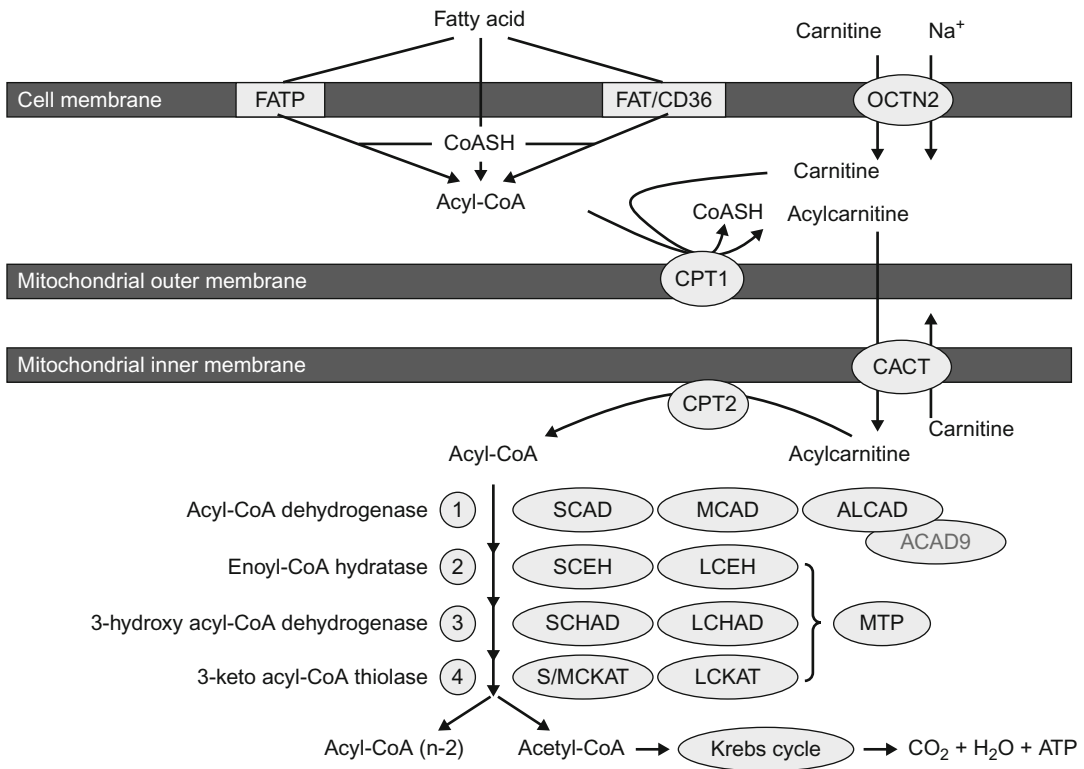 Fatty acid
Carnitine Na⁺
Cell membrane FATP FAT/CD36 OCTN2
CoASH
Carnitine
Acyl-CoA CoASH Acylcarnitine
Mitochondrial outer membrane CPT1
Mitochondrial inner membrane CACT
CPT2
Carnitine
Acyl-CoA Acylcarnitine
Acyl-CoA dehydrogenase 1 SCAD MCAD ALCAD
ACAD9
Enoyl-CoA hydratase 2 SCEH LCEH
3-hydroxy acyl-CoA dehydrogenase 3 SCHAD LCHAD MTP
3-keto acyl-CoA thiolase 4 S/MCKAT LCKAT
Acyl-CoA (n-2) Acetyl-CoA Krebs cycle CO₂ + H₂O + ATP